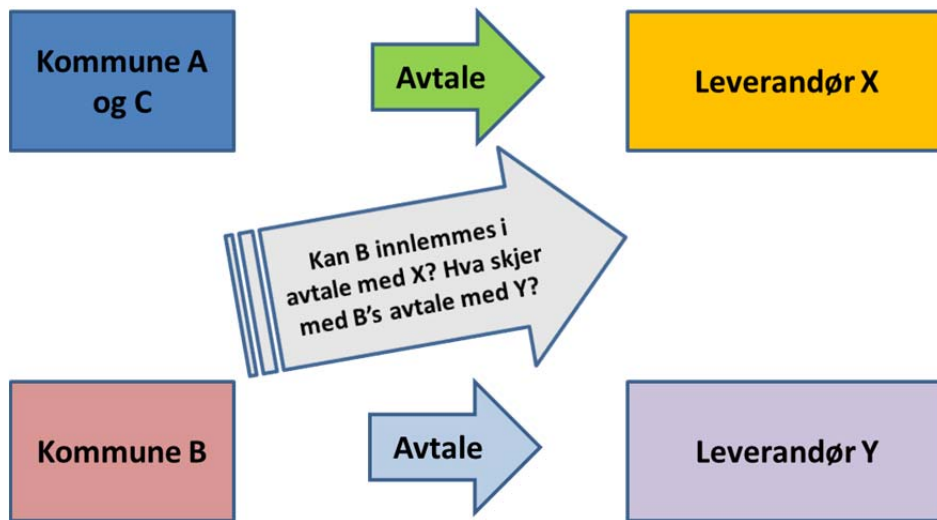 Kommune A
og C
Avtale
Leverandør X
Kan B innlemmes i
avtale med X? Hva skjer
med B’s avtale med Y?
Kommune B
Avtale
Leverandør Y